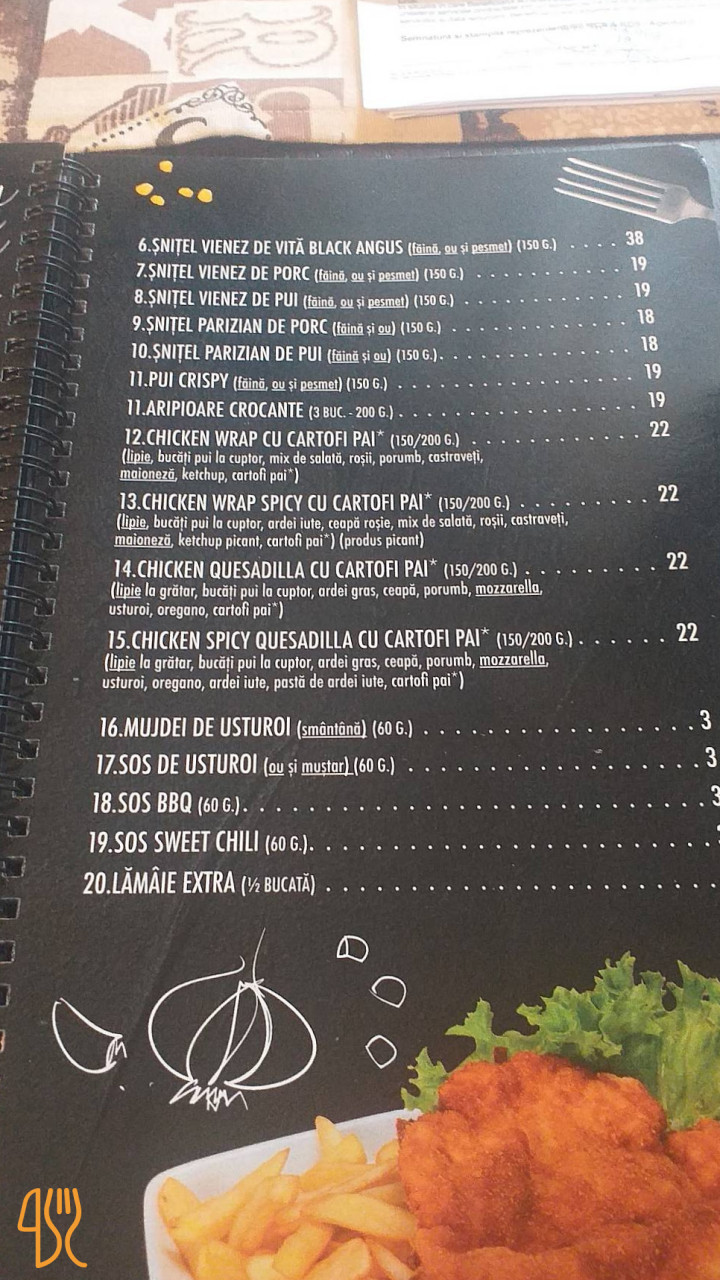 6.ȘNIȚEL VIENEZ DE VITĂ BLACK ANGUS (făină, ou și pesmet) (150 G.) . . . . 38
7.ȘNIȚEL VIENEZ DE PORC (făină, ou și pesmet) (150 G.) . . . . . . . . . . . . 19
8.ȘNIȚEL VIENEZ DE PUI (făină, ou și pesmet) (150 G.) . . . . . . . . . . . . . 19
9.ȘNIȚEL PARIZIAN DE PORC (făină și ou) (150 G.) . . . . . . . . . . . . . . 18
10.ȘNIȚEL PARIZIAN DE PUI (făină și ou) (150 G.). . . . . . . . . . . . . . . 18
11.PUI CRISPY (făină, ou și pesmet) (150 G.) . . . . . . . . . . . . . . . . . . 19
11.ARIPIOARE CROCANTE (3 BUC. - 200 G.) . . . . . . . . . . . . . . . . . . 19
12.CHICKEN WRAP CU CARTOFI PAI* (150/200 G.) . . . . . . . . . . . . 22
(lipie, bucăți pui la cuptor, mix de salată, roșii, porumb, castraveți,
maioneză, ketchup, cartofi pai*)
13.CHICKEN WRAP SPICY CU CARTOFI PAI* (150/200 G.) . . . . . . . . . 22
(lipie, bucăți pui la cuptor, ardei iute, ceapă roșie, mix de salată, roșii, castraveți,
maioneză, ketchup picant, cartofi pai*) (produs picant)
14.CHICKEN QUESADILLA CU CARTOFI PAI* (150/200 G.) . . . . . . . . . 22
(lipie la grătar, bucăți pui la cuptor, ardei gras, ceapă, porumb, mozzarella,
usturoi, oregano, cartofi pai*)
15.CHICKEN SPICY QUESADILLA CU CARTOFI PAI* (150/200 G.) . . . . . . 22
(lipie la grătar, bucăți pui la cuptor, ardei gras, ceapă, porumb, mozzarella,
usturoi, oregano, ardei iute, pastă de ardei iute, cartofi pai*)
16.MUJDEI DE USTUROI (smântână) (60 G.) . . . . . . . . . . . . . . . . . 3
17.SOS DE USTUROI (ou și muștar) (60 G.) . . . . . . . . . . . . . . . . . . 3
18.SOS BBQ (60 G.). . . . . . . . . . . . . . . . . . . . . . . . . . . . . 3
19.SOS SWEET CHILI (60 G.). . . . . . . . . . . . . . . . . . . . . . . . .
20.LĂMÂIE EXTRA (½ BUCATĂ) . . . . . . . . . . . . . . . . . . . . . . . .